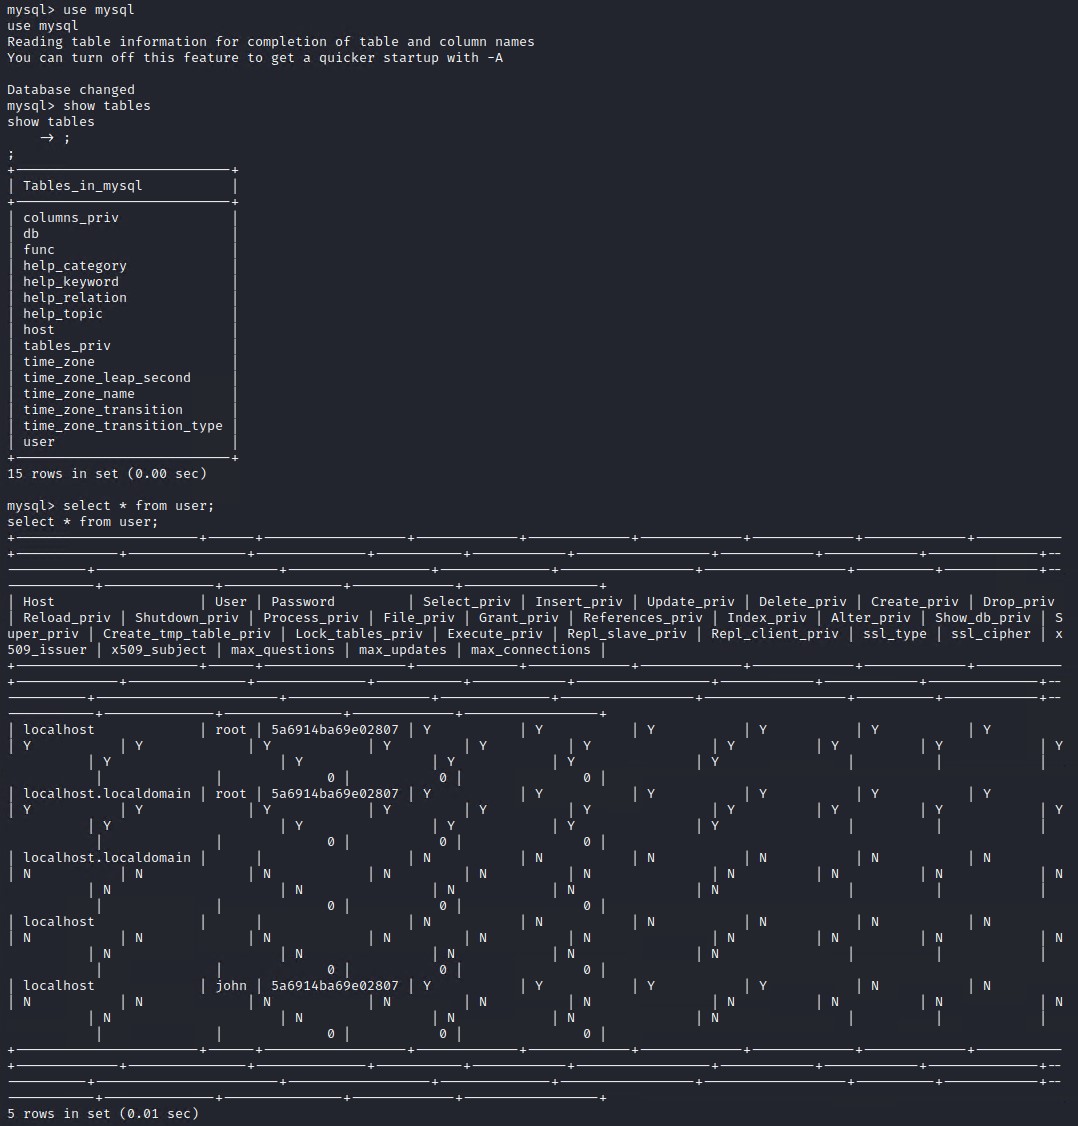 mysql> use mysql
use mysql
Reading table information for completion of table and column names
You can turn off this feature to get a quicker startup with -A
Database changed
mysql> show tables
show tables
    -> ;
;
| Tables_in_mysql           |
| columns_priv              |
| db                        |
| func                      |
| help_category             |
| help_keyword              |
| help_relation             |
| help_topic                |
| host                      |
| tables_priv               |
| time_zone                 |
| time_zone_leap_second     |
| time_zone_name            |
| time_zone_transition      |
| time_zone_transition_type |
| user                      |
15 rows in set (0.00 sec)
mysql> select * from user;
select * from user;
| Host                  | User | Password         | Select_priv | Insert_priv | Update_priv | Delete_priv | Create_priv | Drop_priv
| Reload_priv | Shutdown_priv | Process_priv | File_priv | Grant_priv | References_priv | Index_priv | Alter_priv | Show_db_priv | S
uper_priv | Create_tmp_table_priv | Lock_tables_priv | Execute_priv | Repl_slave_priv | Repl_client_priv | ssl_type | ssl_cipher | x
509_issuer | x509_subject | max_questions | max_updates | max_connections |
| localhost             | root | 5a6914ba69e02807 | Y | Y | Y | Y | Y | Y
| Y | Y | Y | Y | Y | Y | Y | Y | Y | Y
| Y | Y | Y | Y | Y | | |
| | 0 | 0 | 0 |
| localhost.localdomain | root | 5a6914ba69e02807 | Y | Y | Y | Y | Y | Y
| Y | Y | Y | Y | Y | Y | Y | Y | Y | Y
| Y | Y | Y | Y | Y | | |
| | 0 | 0 | 0 |
| localhost.localdomain |      |                  | N | N | N | N | N | N
| N | N | N | N | N | N | N | N | N | N
| N | N | N | N | N | | |
| | 0 | 0 | 0 |
| localhost             |      |                  | N | N | N | N | N | N
| N | N | N | N | N | N | N | N | N | N
| N | N | N | N | N | | |
| | 0 | 0 | 0 |
| localhost             | john | 5a6914ba69e02807 | Y | Y | Y | Y | N | N
| N | N | N | N | N | N | N | N | N | N
| N | N | N | N | N | | |
| | 0 | 0 | 0 |
5 rows in set (0.01 sec)